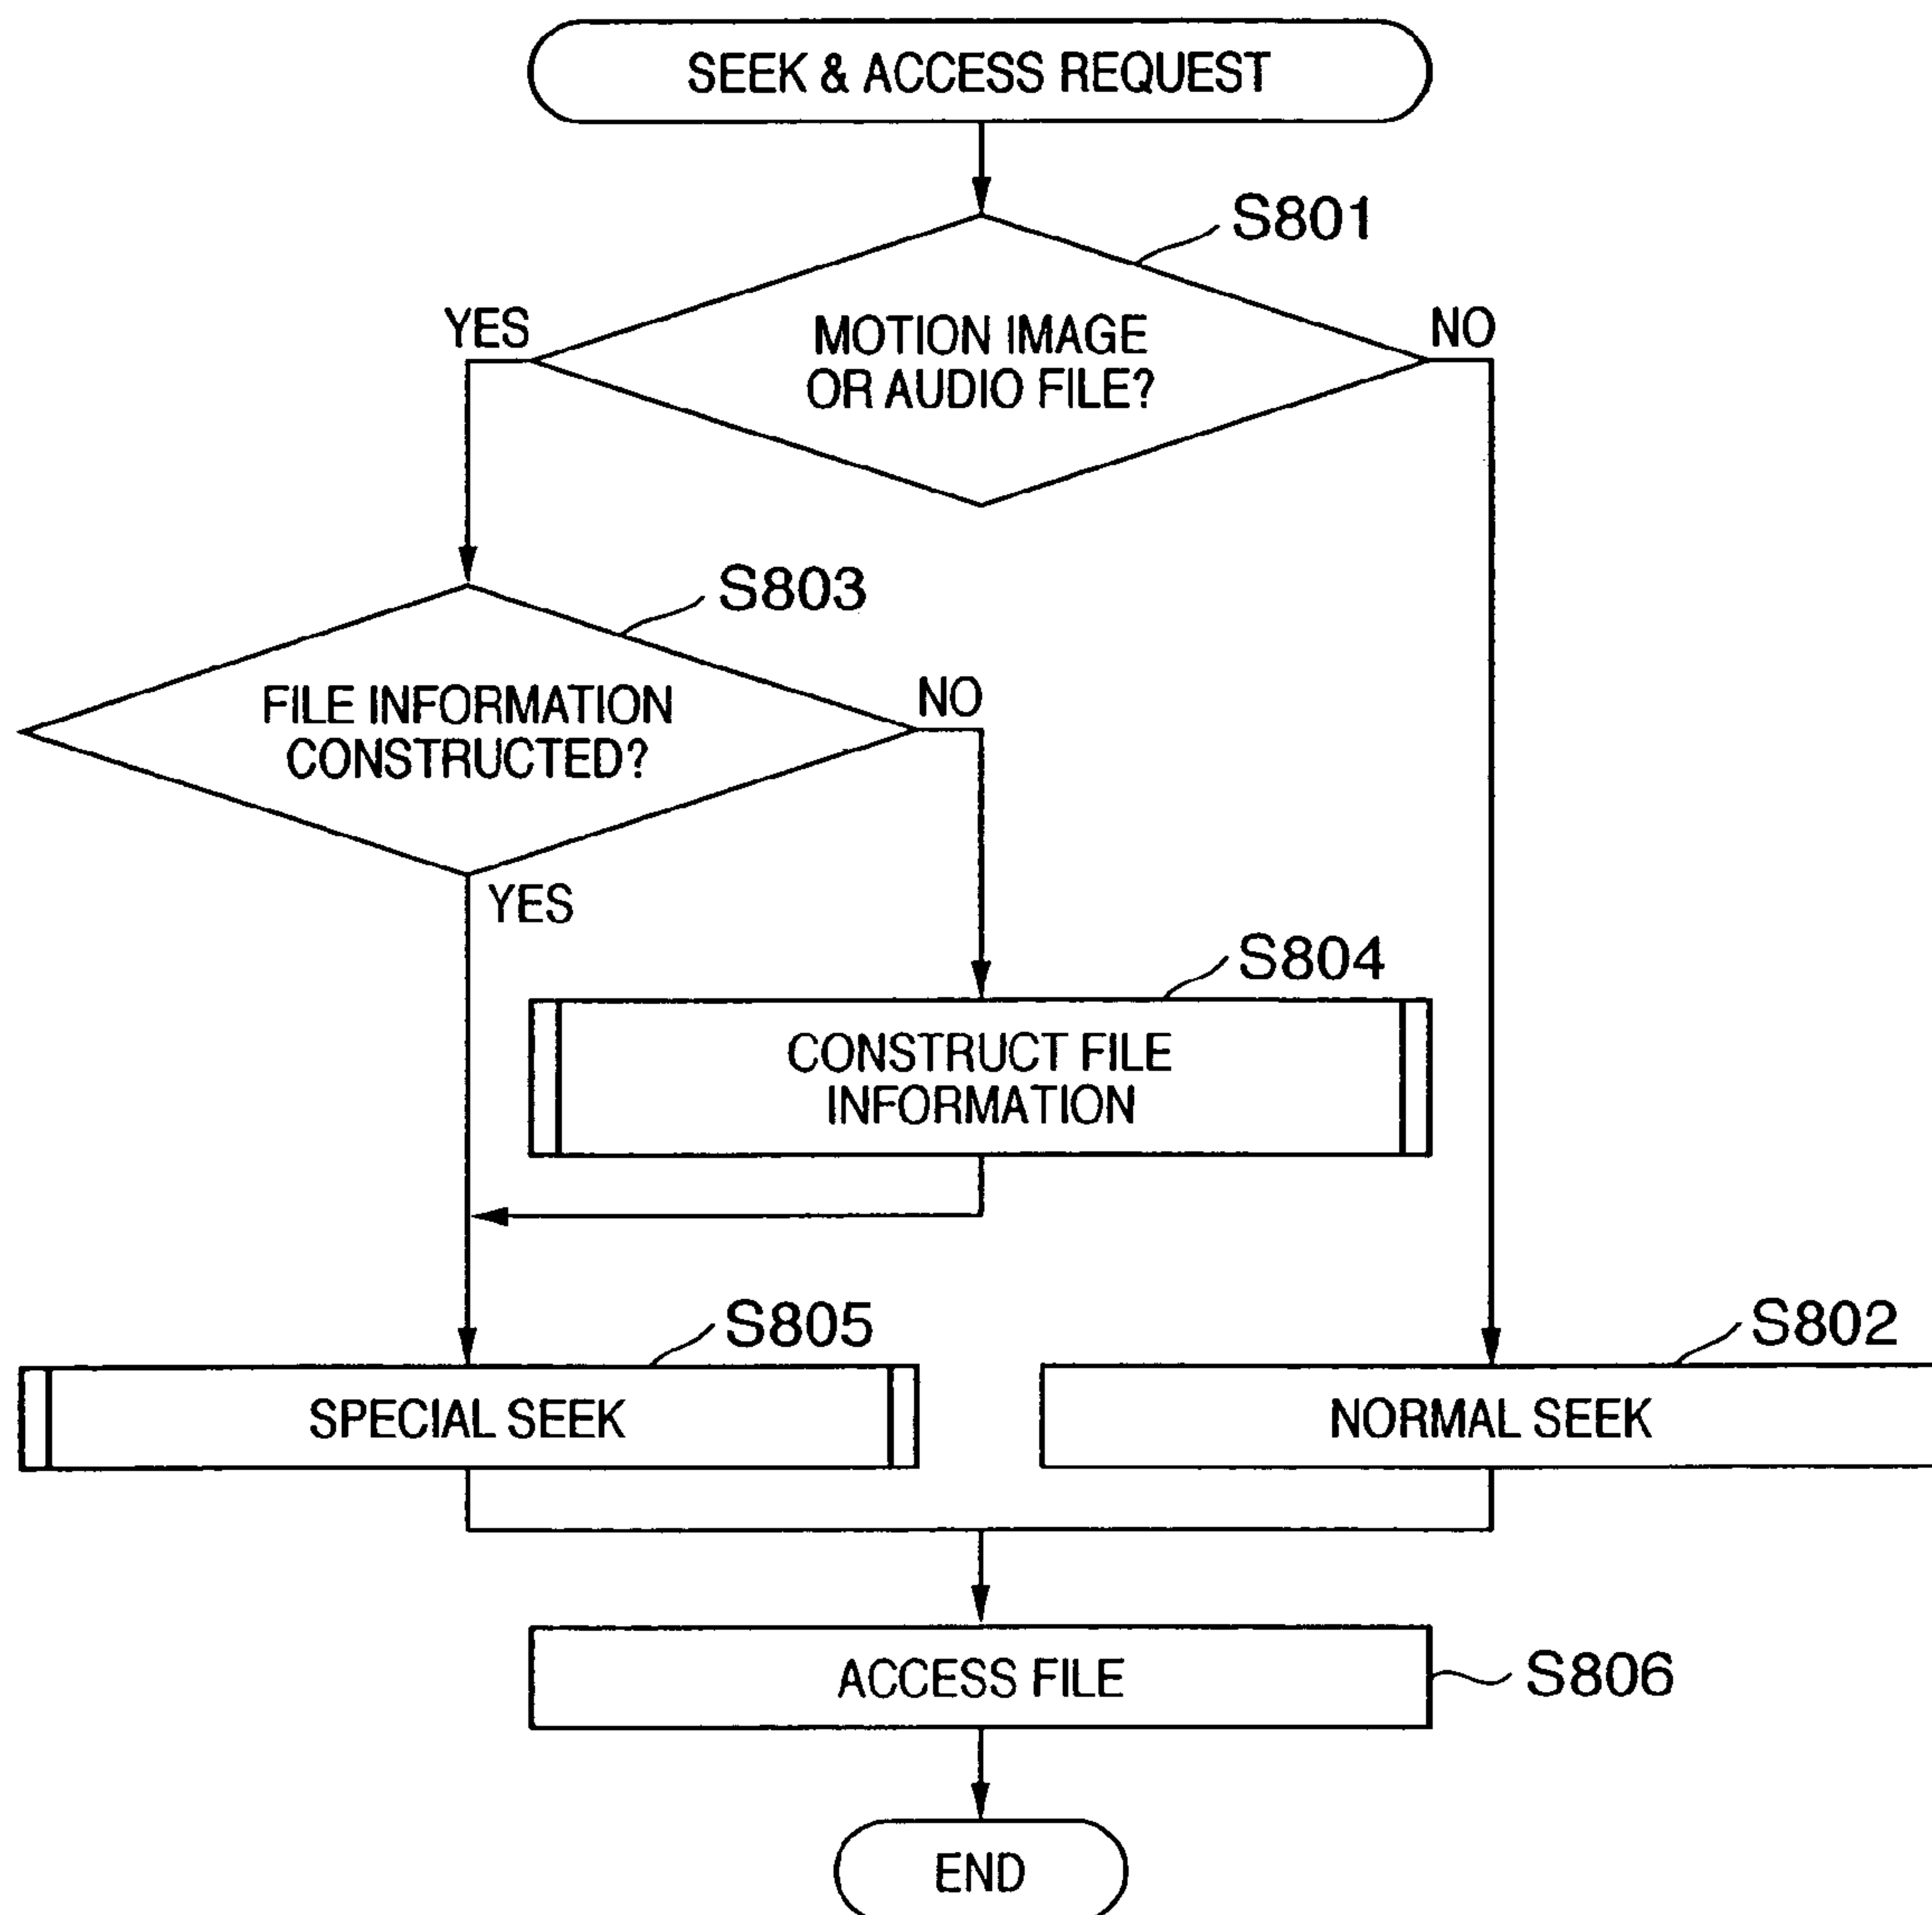 SEEK & ACCESS REQUEST
S801
YES
MOTION IMAGE
OR AUDIO FILE?
NO
S803
FILE INFORMATION
CONSTRUCTED?
NO
YES
S804
CONSTRUCT FILE
INFORMATION
S805
S802
SPECIAL SEEK
NORMAL SEEK
ACCESS FILE
S806
END